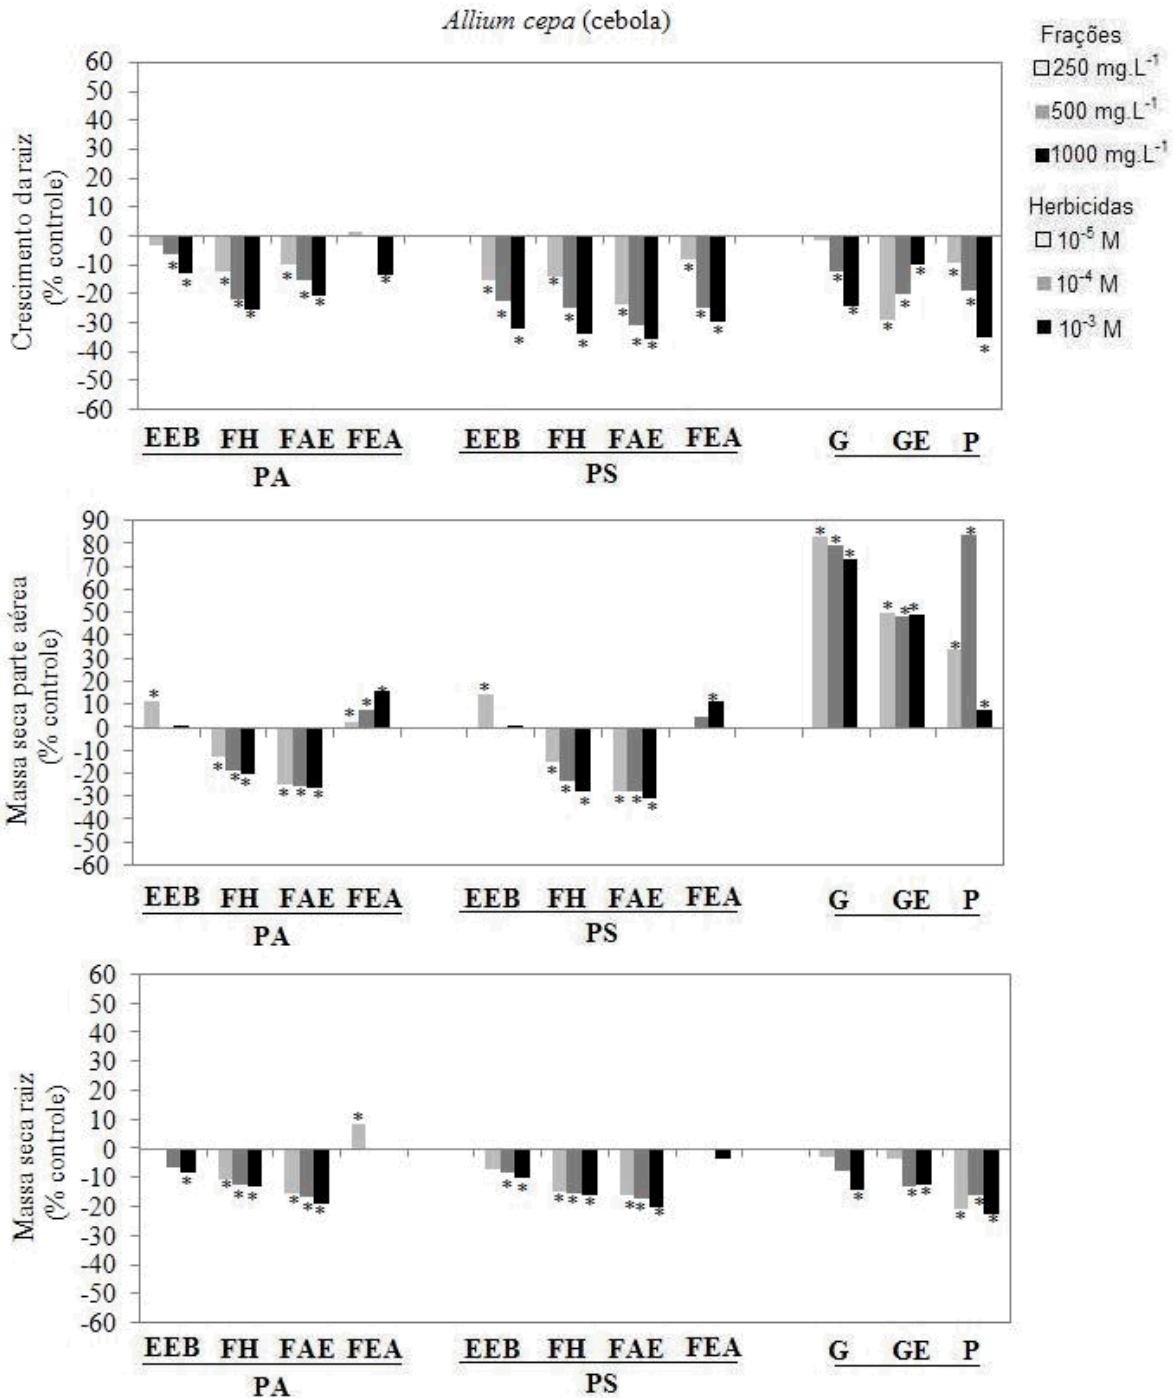 Allium cepa (cebola)
Frações
250 mg.L-1
500 mg.L-1
1000 mg.L-1
Herbicidas
10-5 M
10-4 M
10-3 M
Crescimento da raiz
(% controle)
60
50
40
30
20
10
0
-10
-20
-30
-40
-50
-60
* * * * * * * * * * * * * * * * * * * * * * * * * * * * *
EEB FH FAE FEA EEB FH FAE FEA G GE P
PA PS
Massa seca parte aérea
(% controle)
90
80
70
60
50
40
30
20
10
0
-10
-20
-30
-40
-50
-60
* * * * * * * * * * * * * * * * * * * * * * * * * * *
EEB FH FAE FEA EEB FH FAE FEA G GE P
PA PS
Massa seca raiz
(% controle)
60
50
40
30
20
10
0
-10
-20
-30
-40
-50
-60
* * * * * * * * * * * * * * * * * * * * * *
EEB FH FAE FEA EEB FH FAE FEA G GE P
PA PS